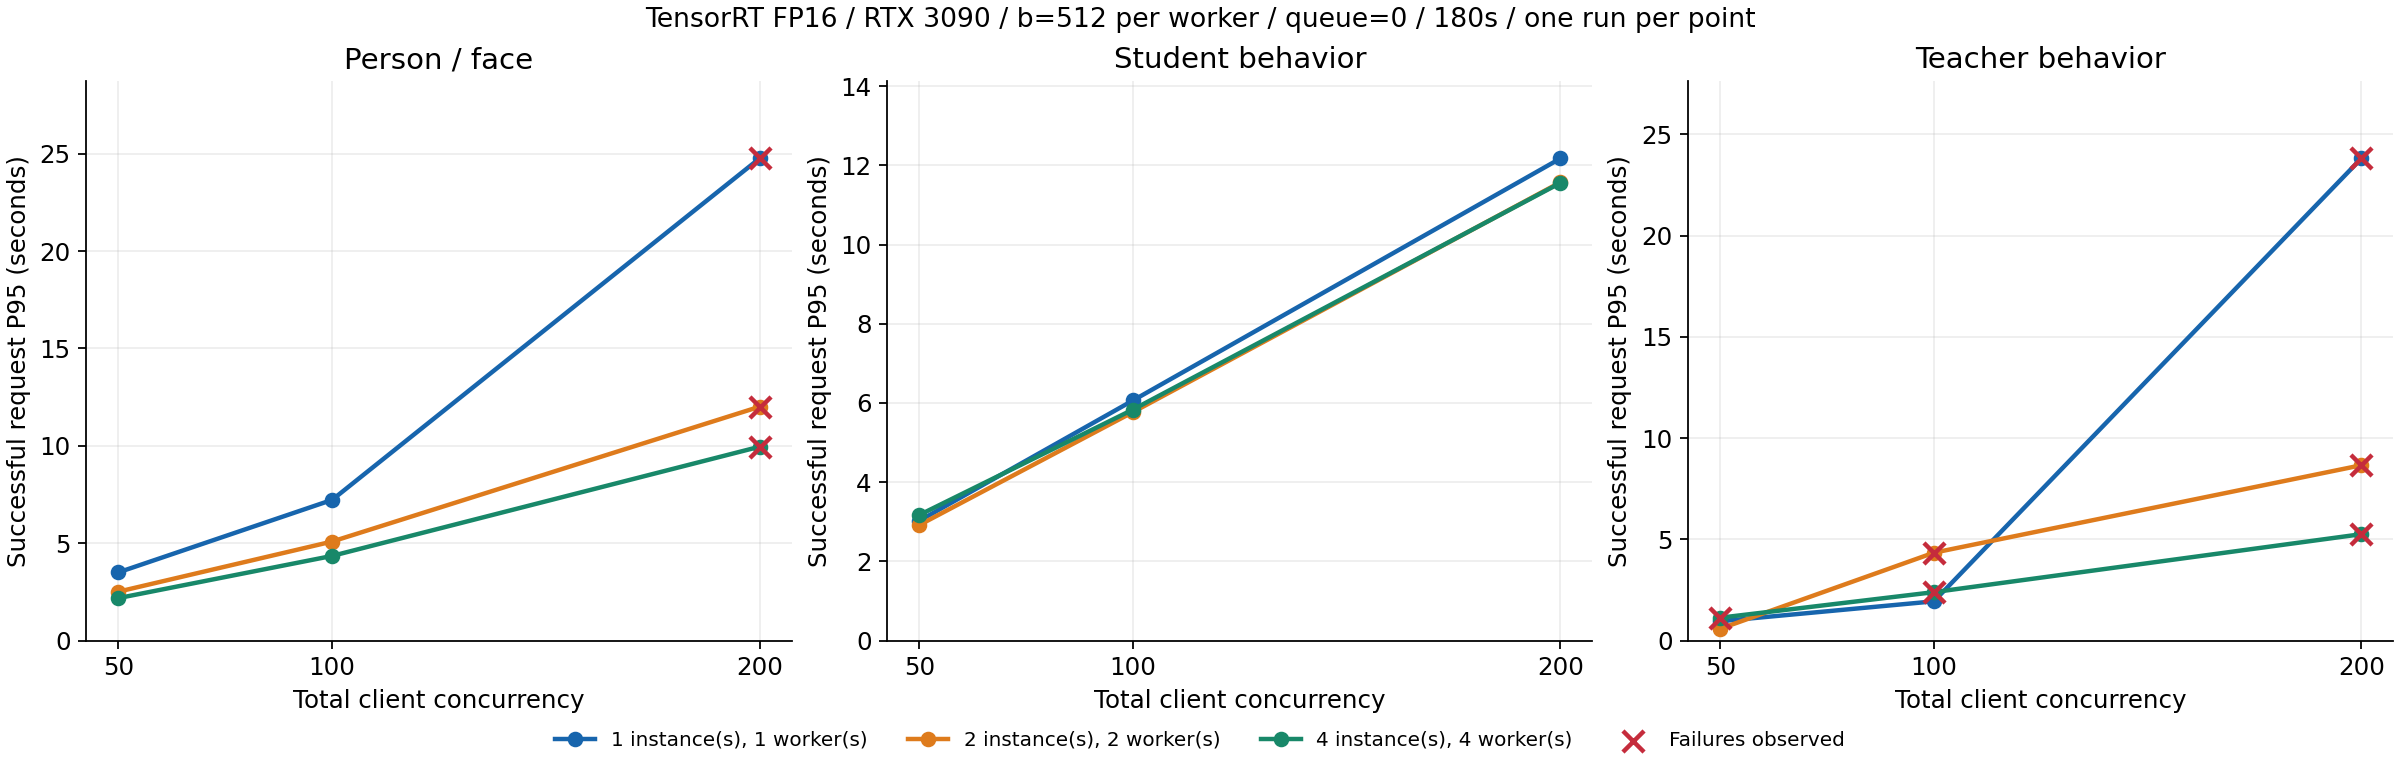 TensorRT FP16 / RTX 3090 / b=512 per worker / queue=0 / 180s / one run per point
Person / face
Successful request P95 (seconds)
25
20
15
10
5
0
50
100
200
Total client concurrency
Student behavior
Successful request P95 (seconds)
14
12
10
8
6
4
2
0
50
100
200
Total client concurrency
Teacher behavior
Successful request P95 (seconds)
25
20
15
10
5
0
50
100
200
Total client concurrency
1 instance(s), 1 worker(s)
2 instance(s), 2 worker(s)
4 instance(s), 4 worker(s)
Failures observed